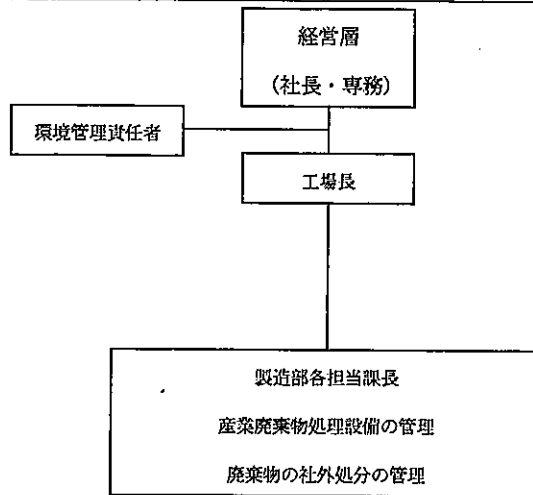 経営層
(社長・専務)
環境管理責任者
工場長
製造部各担当課長
産業廃棄物処理設備の管理
廃棄物の社外処分の管理